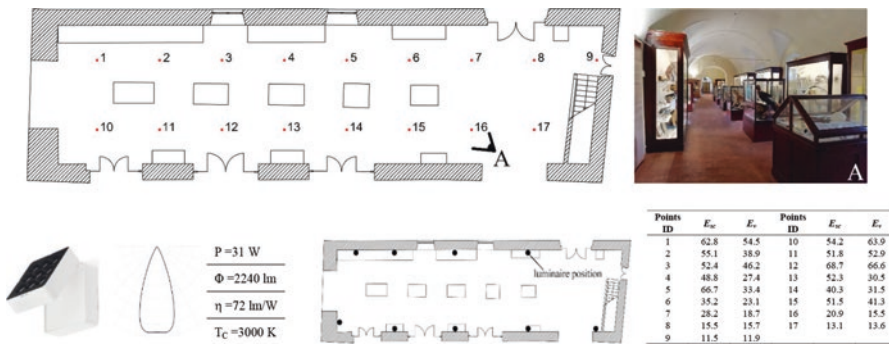 1 2 3 4 5 6 7 8 9
10 11 12 13 14 15 16 17
A
A
P=31 W
Φ=2240 lm
η=72 lm/W
T_C=3000 K
luminaire position
Points ID E_sc E_v Points ID E_sc E_v
1 62.8 54.5 10 54.2 63.9
2 55.1 38.9 11 51.8 52.9
3 52.4 46.2 12 68.7 66.6
4 48.8 27.4 13 52.3 30.5
5 66.7 33.4 14 40.3 31.5
6 35.2 23.1 15 51.5 41.3
7 28.2 18.7 16 20.9 15.5
8 15.5 15.7 17 13.1 13.6
9 11.5 11.9